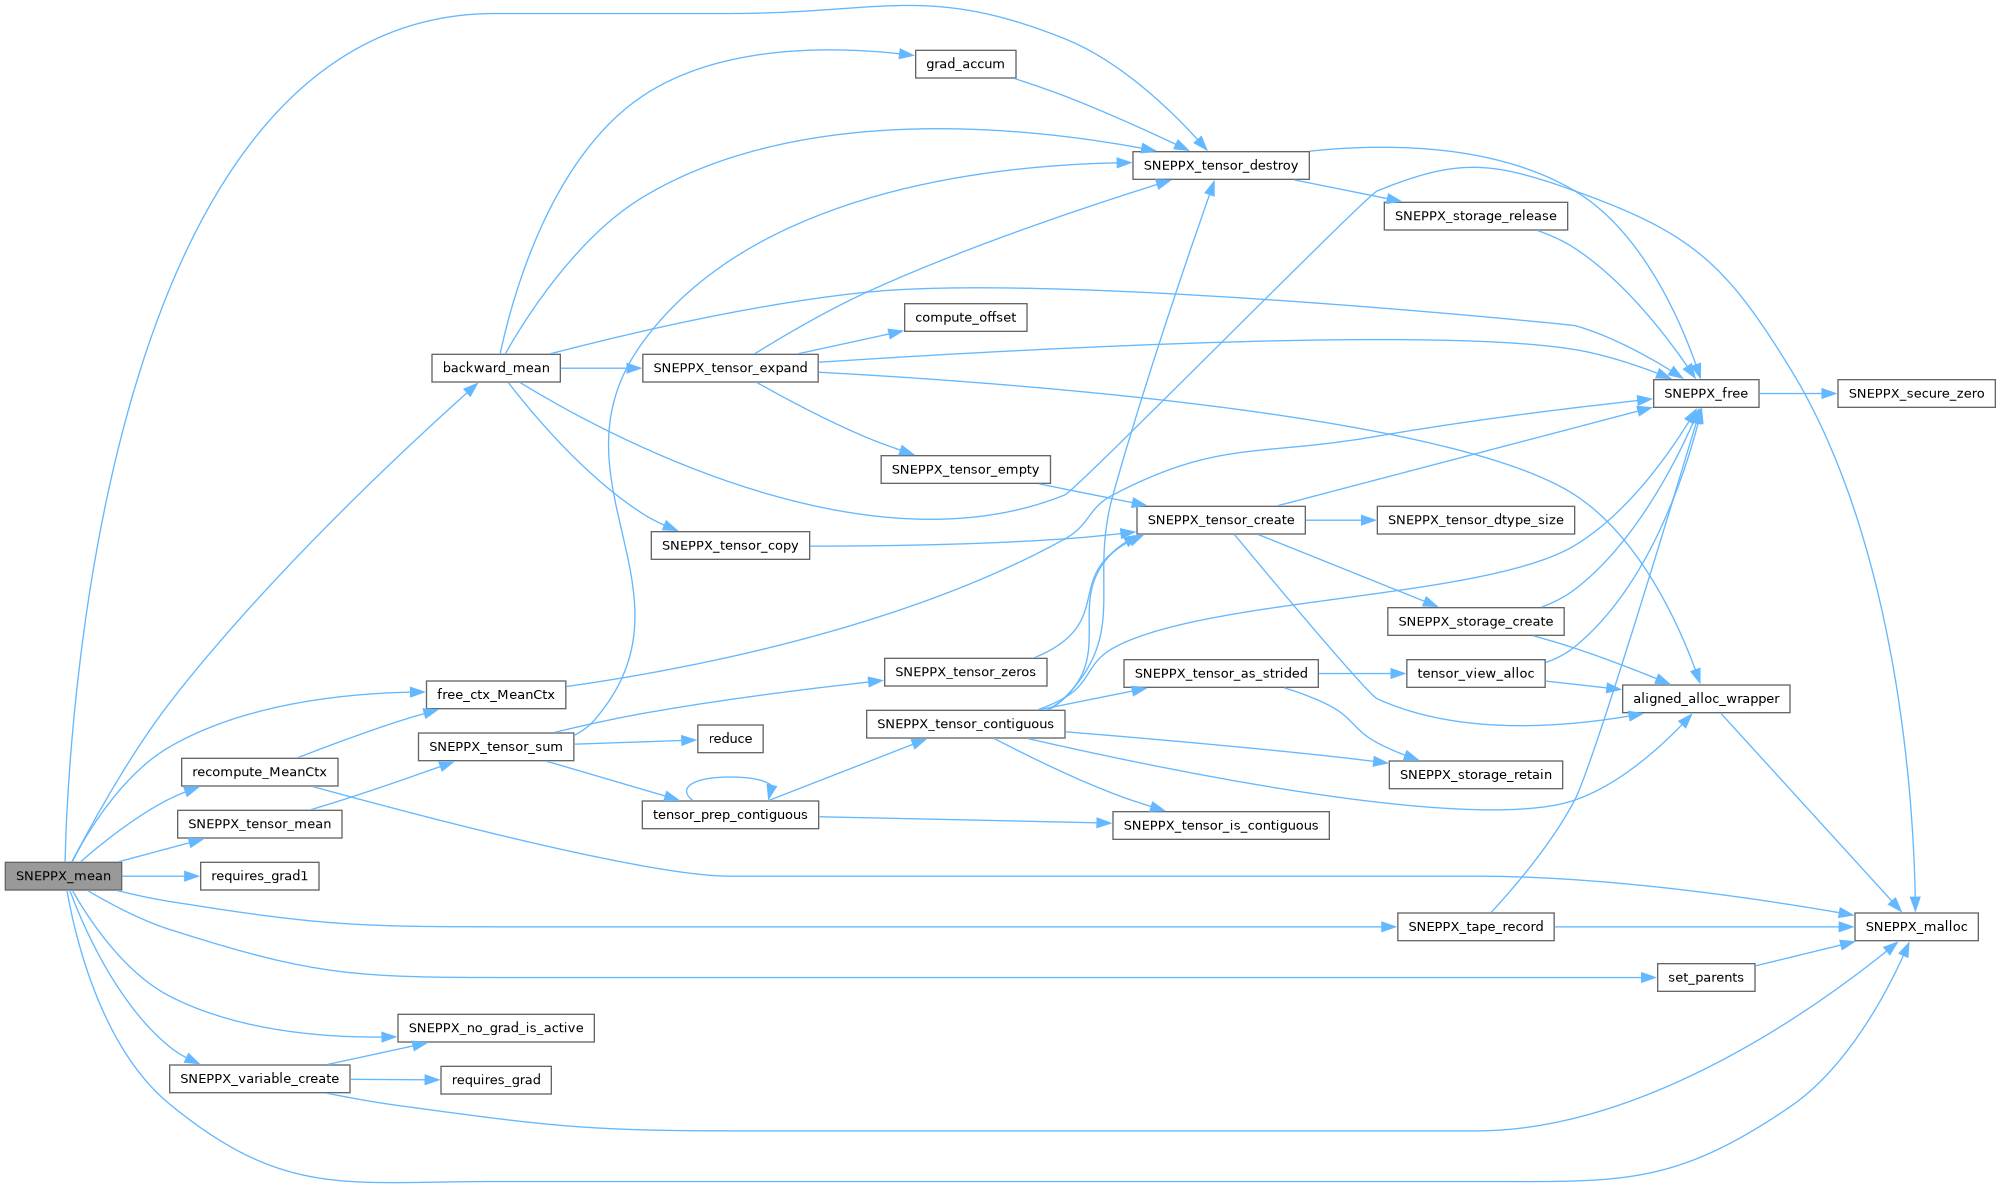 grad_accum
SNEPPX_tensor_destroy
SNEPPX_storage_release
compute_offset
backward_mean
SNEPPX_tensor_expand
SNEPPX_free
SNEPPX_secure_zero
SNEPPX_tensor_empty
SNEPPX_tensor_create
SNEPPX_tensor_dtype_size
SNEPPX_tensor_copy
SNEPPX_storage_create
SNEPPX_tensor_zeros
SNEPPX_tensor_as_strided
tensor_view_alloc
free_ctx_MeanCtx
aligned_alloc_wrapper
SNEPPX_tensor_contiguous
reduce
SNEPPX_tensor_sum
recompute_MeanCtx
SNEPPX_storage_retain
tensor_prep_contiguous
SNEPPX_tensor_mean
SNEPPX_tensor_is_contiguous
SNEPPX_mean
requires_grad1
SNEPPX_tape_record
SNEPPX_malloc
set_parents
SNEPPX_no_grad_is_active
SNEPPX_variable_create
requires_grad